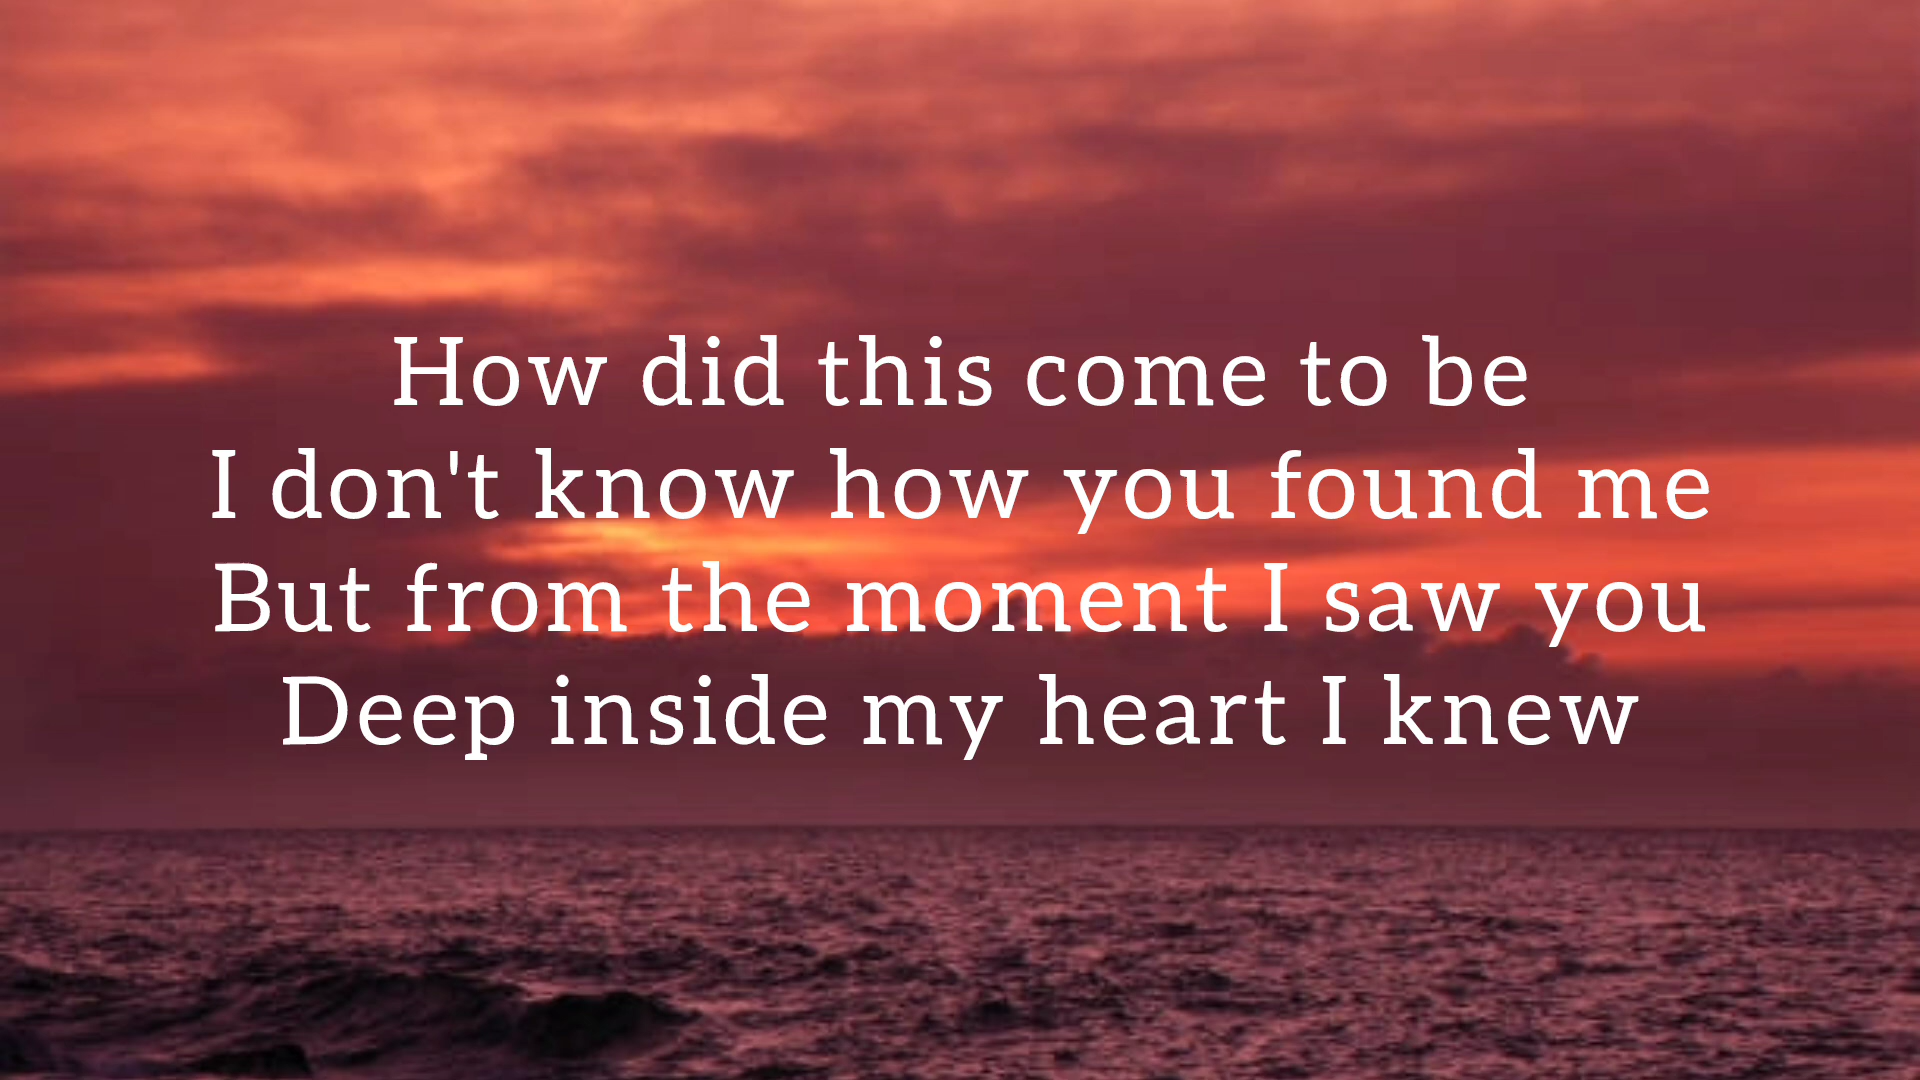 How did this come to be
I don't know how you found me
But from the moment I saw you
Deep inside my heart I knew